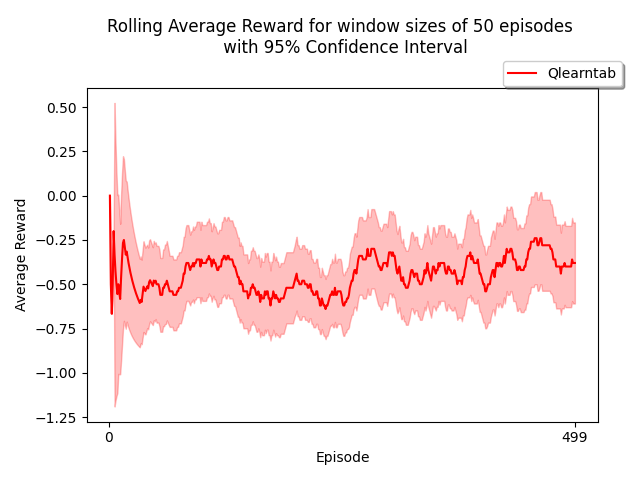 Rolling Average Reward for window sizes of 50 episodes
with 95% Confidence Interval
Qlearntab
0.50
0.25
0.00
−0.25
−0.50
−0.75
−1.00
−1.25
Average Reward
0
499
Episode